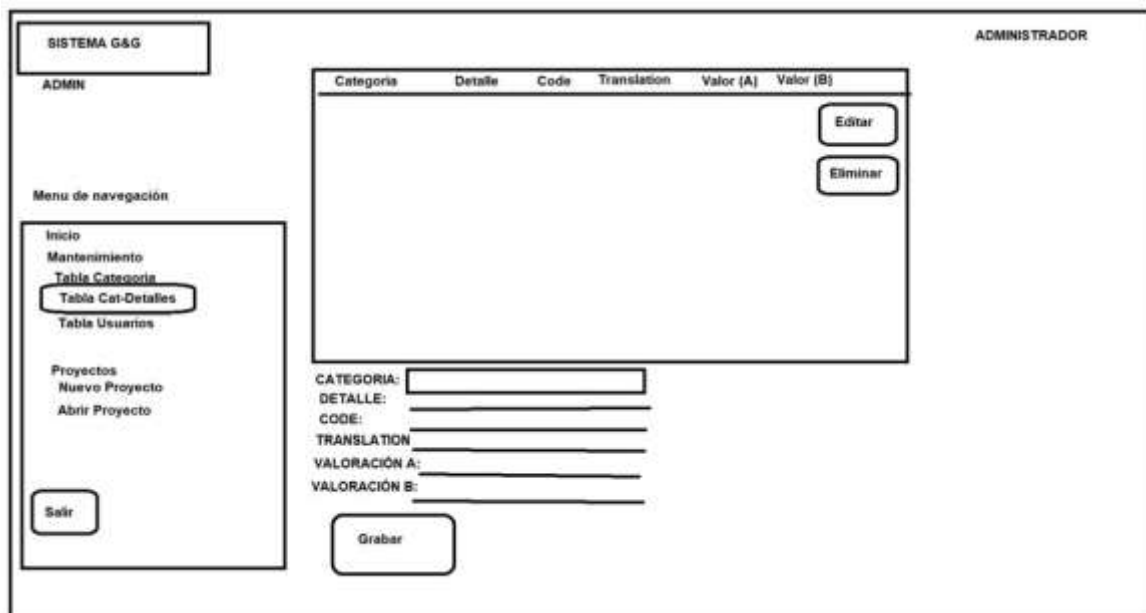 SISTEMA G&G
ADMINISTRADOR
ADMIN
Categoria Detalle Code Translation Valor (A) Valor (B)
Editar
Eliminar
Menu de navegación
Inicio
Mantenimiento
Tabla Categoria
Tabla Cat-Detalles
Tabla Usuarios
Proyectos
Nuevo Proyecto
Abrir Proyecto
Salir
CATEGORIA:
DETALLE:
CODE:
TRANSLATION
VALORACIÓN A:
VALORACIÓN B:
Grabar